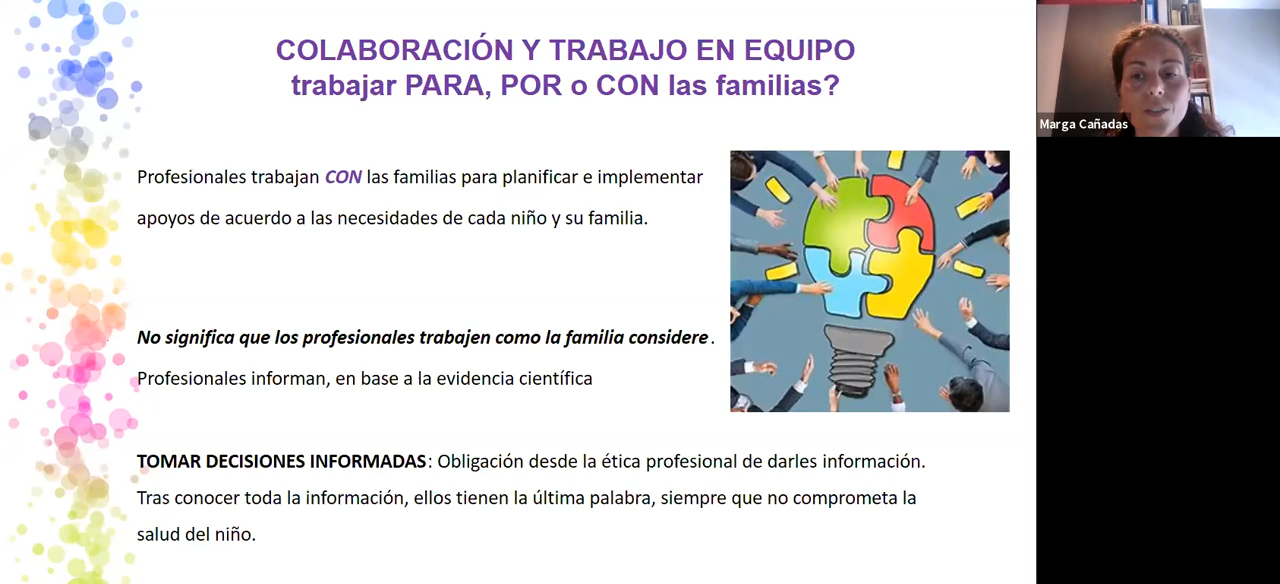 COLABORACIÓN Y TRABAJO EN EQUIPO
trabajar PARA, POR o CON las familias?
Marga Cañadas
Profesionales trabajan CON las familias para planificar e implementar
apoyos de acuerdo a las necesidades de cada niño y su familia.
No significa que los profesionales trabajen como la familia considere.
Profesionales informan, en base a la evidencia científica
TOMAR DECISIONES INFORMADAS: Obligación desde la ética profesional de darles información.
Tras conocer toda la información, ellos tienen la última palabra, siempre que no comprometa la
salud del niño.